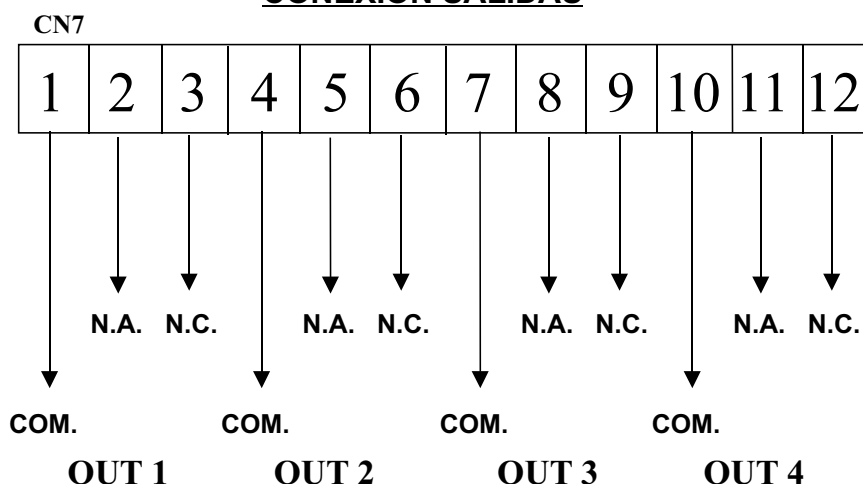 CONEXIÓN SALIDAS
CN7
1 2 3 4 5 6 7 8 9 10 11 12
N.A. N.C. N.A. N.C. N.A. N.C. N.A. N.C.
COM. COM. COM. COM.
OUT 1 OUT 2 OUT 3 OUT 4